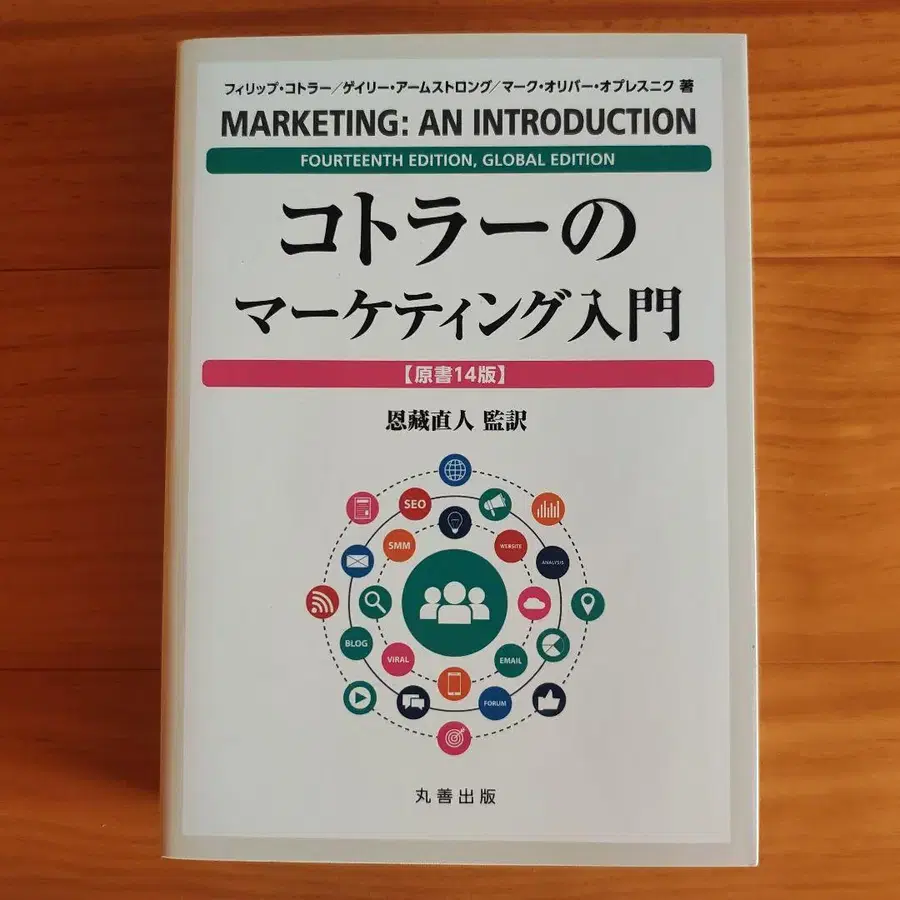 フィリップ・コトラー/ゲイリー・アームストロング/マーク・オリバー・オプレスニク 著
MARKETING: AN INTRODUCTION
FOURTEENTH EDITION, GLOBAL EDITION
コトラーの
マーケティング入門
【原書14版】
恩藏直人 監訳
SEO
SMM
WEBSITE
ANALYSIS
BLOG
VIRAL
EMAIL
FORUM
丸善出版